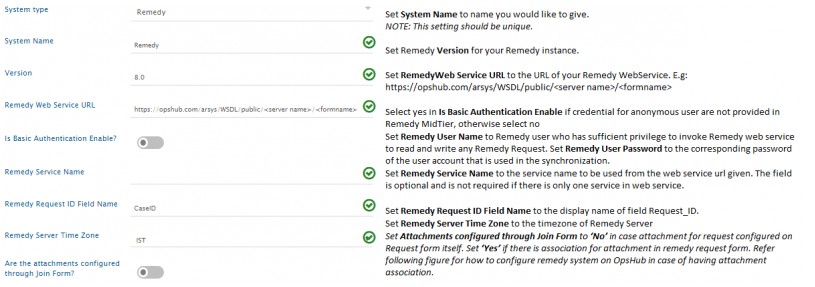 System type
Remedy
System Name
Remedy
Version
8.0
Remedy Web Service URL
https://opshub.com/arsys/WSDL/public/<server name>/<formname>
Is Basic Authentication Enable?
Remedy Service Name
Remedy Request ID Field Name
CaseID
Remedy Server Time Zone
IST
Are the attachments configured
through Join Form?
Set System Name to name you would like to give.
NOTE: This setting should be unique.
Set Remedy Version for your Remedy instance.
Set RemedyWeb Service URL to the URL of your Remedy WebService. E.g:
https://opshub.com/arsys/WSDL/public/<server name>/<formname>
Select yes in Is Basic Authentication Enable if credential for anonymous user are not provided in
Remedy MidTier, otherwise select no
Set Remedy User Name to Remedy user who has sufficient privilege to invoke Remedy web service
to read and write any Remedy Request. Set Remedy User Password to the corresponding password
of the user account that is used in the synchronization.
Set Remedy Service Name to the service name to be used from the web service url given. The field
is optional and is not required if there is only one service in web service.
Set Remedy Request ID Field Name to the display name of field Request_ID.
Set Remedy Server Time Zone to the timezone of Remedy Server
Set Attachments configured through Join Form to ‘No’ in case attachment for request configured on
Request form itself. Set ‘Yes’ if there is association for attachment in remedy request form. Refer
following figure for how to configure remedy system on OpsHub in case of having attachment
association.